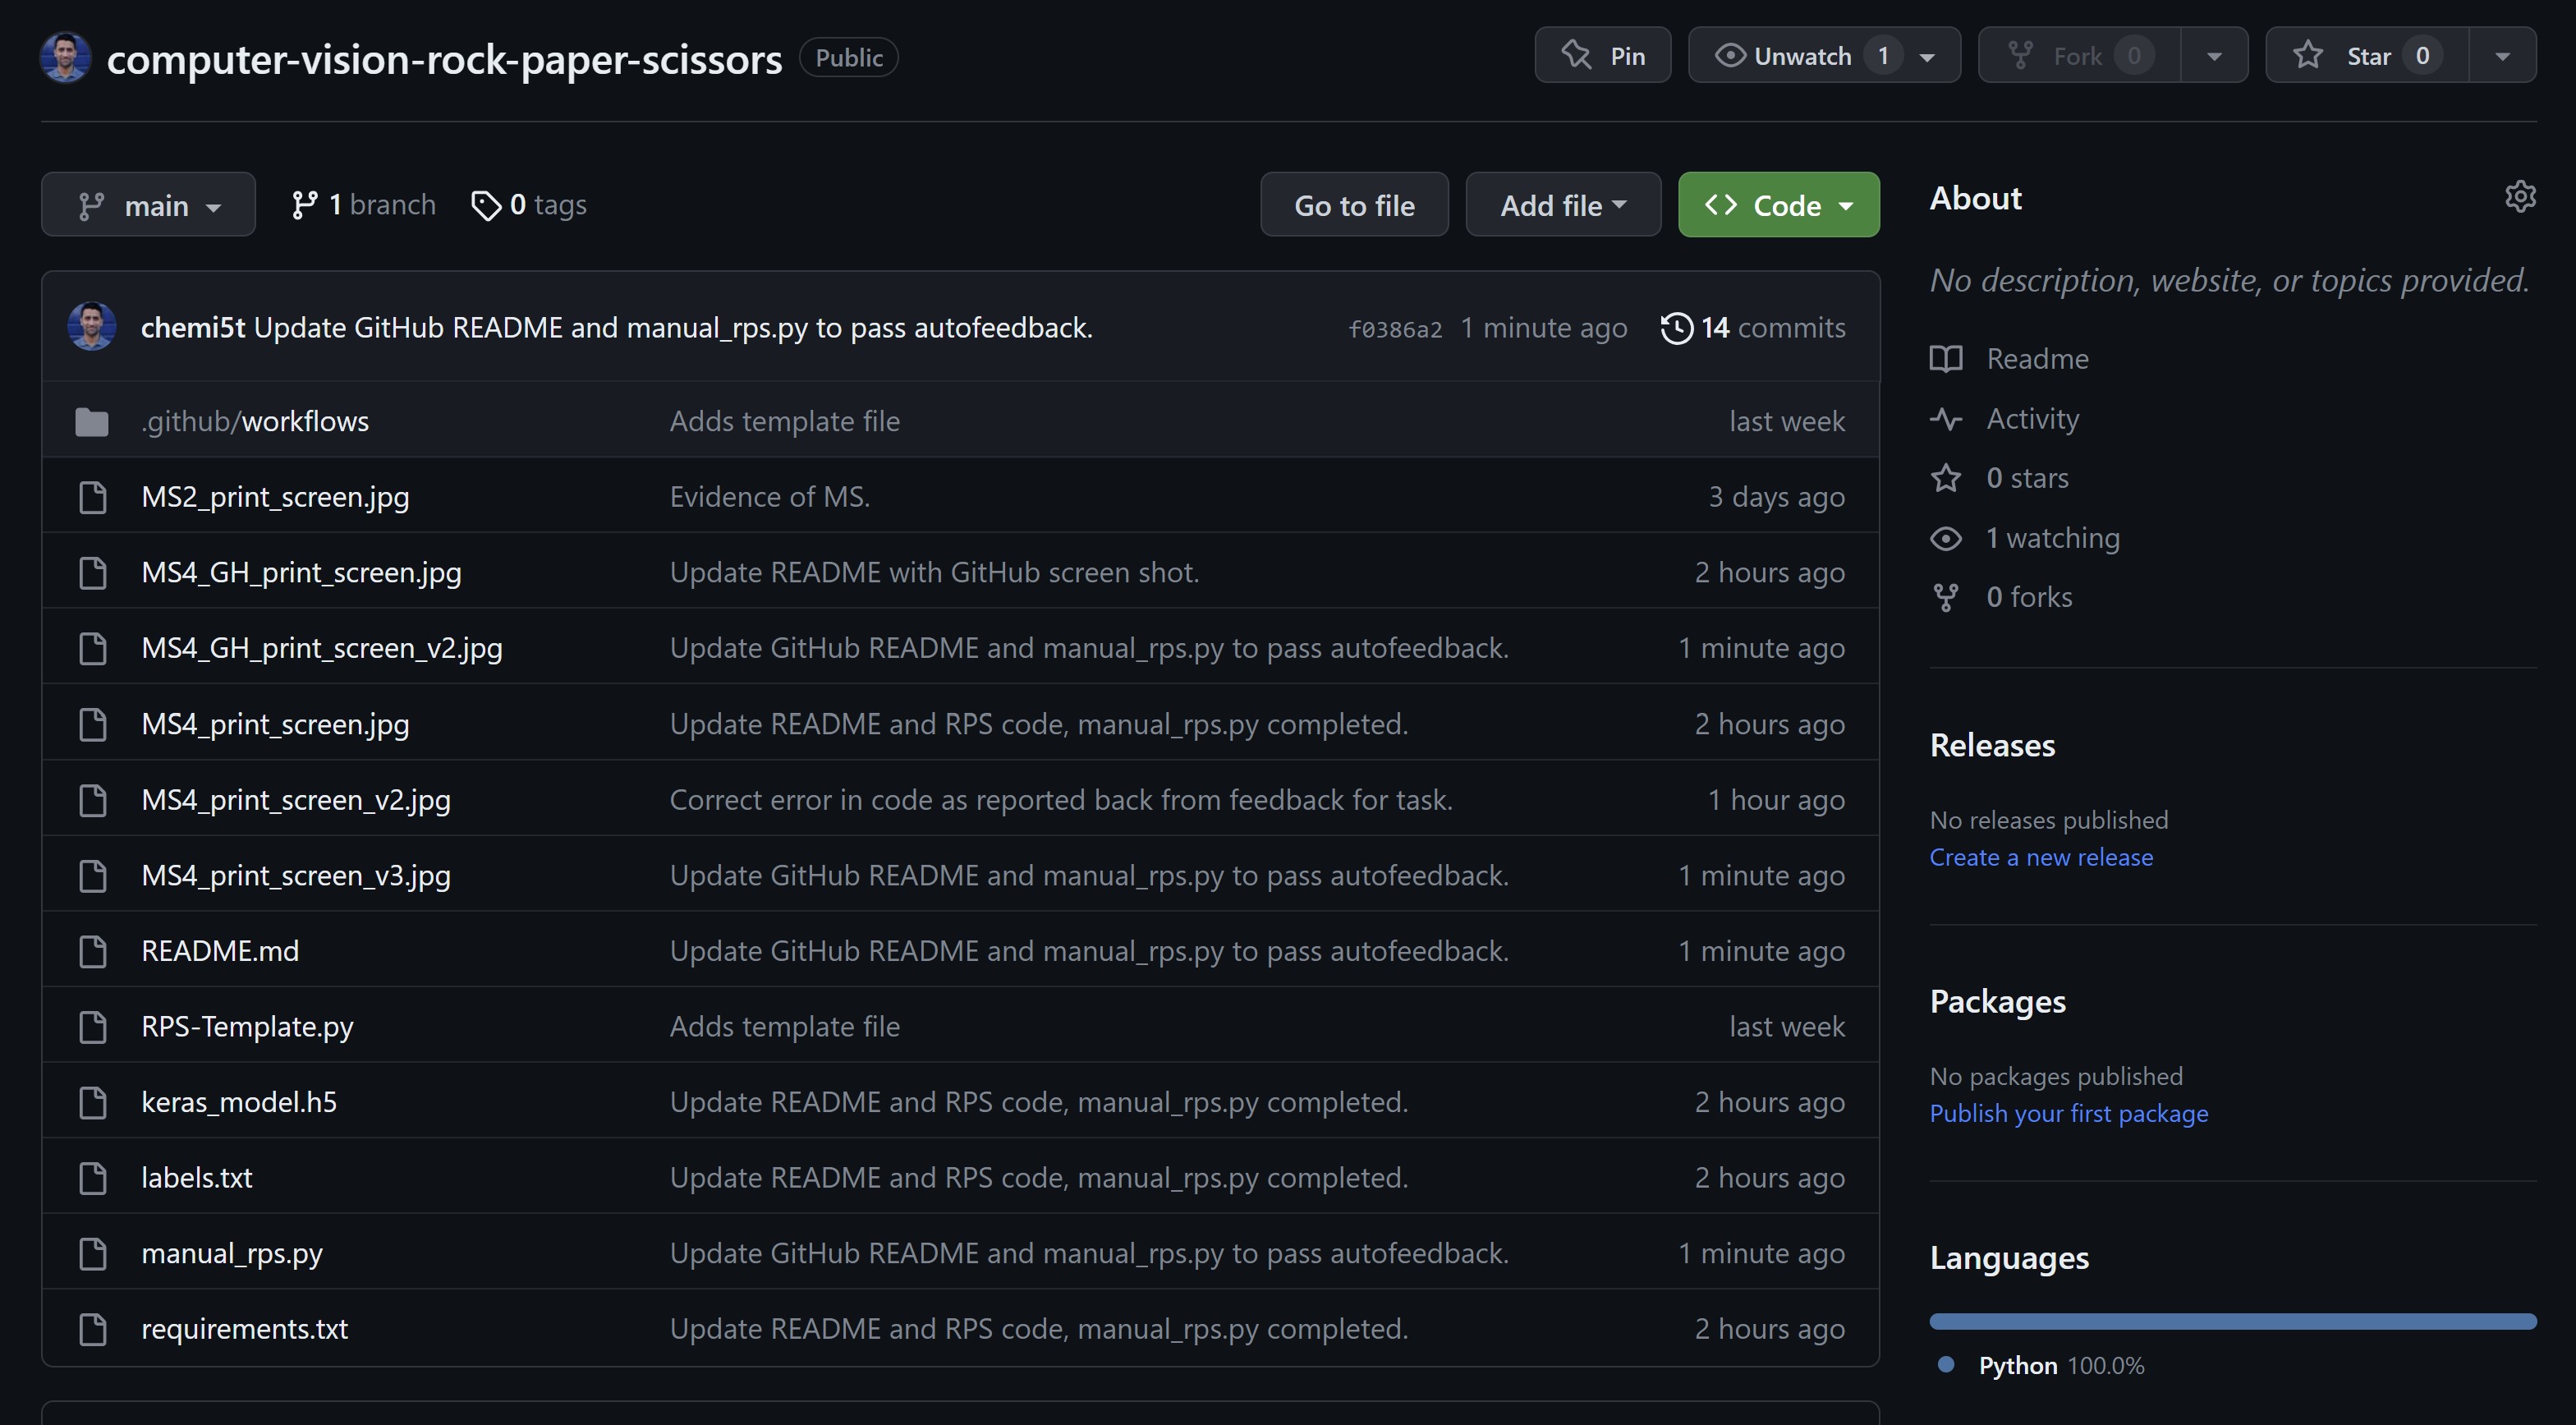 computer-vision-rock-paper-scissors Public Pin Unwatch 1 Fork 0 Star 0
main 1 branch 0 tags Go to file Add file Code
chemi5t Update GitHub README and manual_rps.py to pass autofeedback. f0386a2 1 minute ago 14 commits
.github/workflows Adds template file last week
MS2_print_screen.jpg Evidence of MS. 3 days ago
MS4_GH_print_screen.jpg Update README with GitHub screen shot. 2 hours ago
MS4_GH_print_screen_v2.jpg Update GitHub README and manual_rps.py to pass autofeedback. 1 minute ago
MS4_print_screen.jpg Update README and RPS code, manual_rps.py completed. 2 hours ago
MS4_print_screen_v2.jpg Correct error in code as reported back from feedback for task. 1 hour ago
MS4_print_screen_v3.jpg Update GitHub README and manual_rps.py to pass autofeedback. 1 minute ago
README.md Update GitHub README and manual_rps.py to pass autofeedback. 1 minute ago
RPS-Template.py Adds template file last week
keras_model.h5 Update README and RPS code, manual_rps.py completed. 2 hours ago
labels.txt Update README and RPS code, manual_rps.py completed. 2 hours ago
manual_rps.py Update GitHub README and manual_rps.py to pass autofeedback. 1 minute ago
requirements.txt Update README and RPS code, manual_rps.py completed. 2 hours ago
About
No description, website, or topics provided.
Readme
Activity
0 stars
1 watching
0 forks
Releases
No releases published
Create a new release
Packages
No packages published
Publish your first package
Languages
Python 100.0%